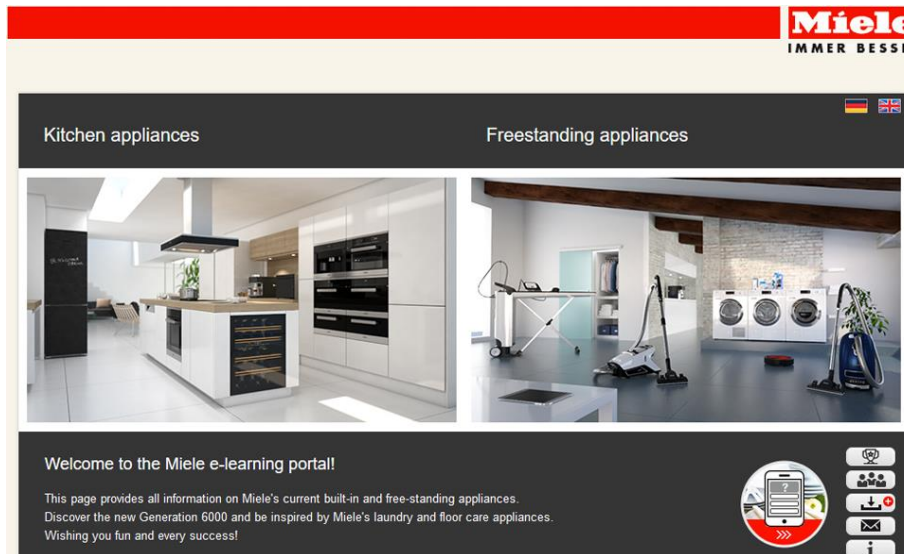 Miele
IMMER BESSE
Kitchen appliances
Freestanding appliances
Welcome to the Miele e-learning portal!
This page provides all information on Miele's current built-in and free-standing appliances.
Discover the new Generation 6000 and be inspired by Miele's laundry and floor care appliances.
Wishing you fun and every success!
?
>>>
i